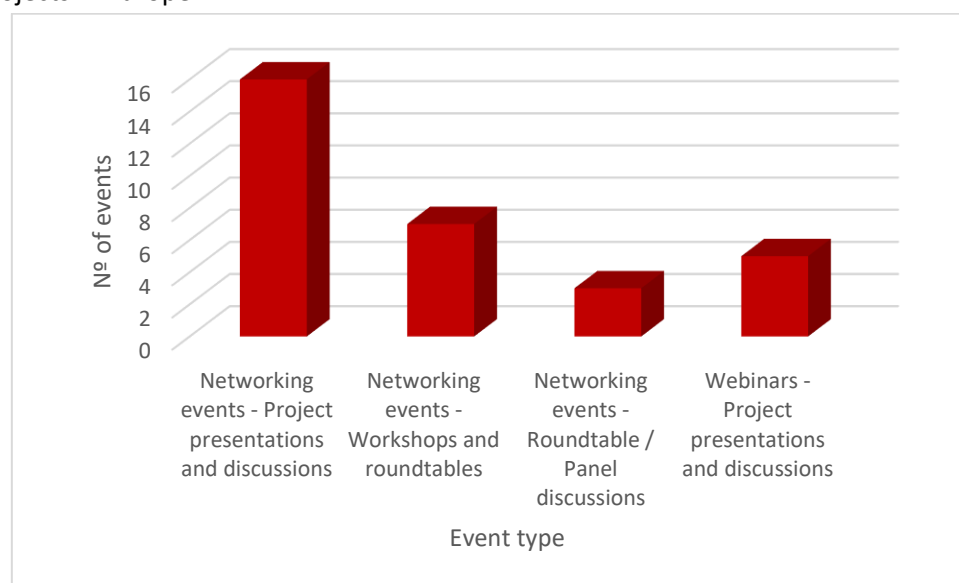 16
14
12
10
8
6
4
2
0
Nº of events
Networking
events - Project
presentations
and discussions
Networking
events -
Workshops and
roundtables
Networking
events -
Roundtable /
Panel
discussions
Webinars -
Project
presentations
and discussions
Event type